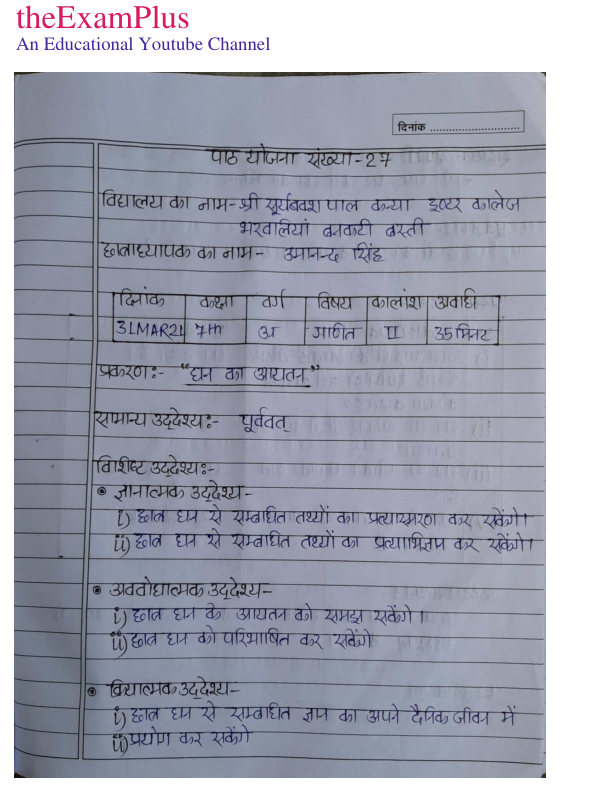 theExamPlus
An Educational Youtube Channel
दिनांक ............................
पाठ योजना संख्या-27
विद्यालय का नाम-श्री सूर्यबक्श पाल कन्या इण्टर कालेज
भरवलियां बनकटी बस्ती
छात्राध्यापक का नाम- उमानन्द सिंह
दिनांक कक्षा वर्ग विषय कालांश अवधि
31MAR21 7th अ गणित II 35 मिनट
प्रकरण:- “घन का आयतन”
सामान्य उद्देश्य:- पूर्ववत्
विशिष्ट उद्देश्य:-
• ज्ञानात्मक उद्देश्य-
i) छात्र घन से सम्बन्धित तथ्यों का प्रत्यास्मरण कर सकेंगे।
ii) छात्र घन से सम्बन्धित तथ्यों का प्रत्याभिज्ञान कर सकेंगे।
• अवबोधात्मक उद्देश्य-
i) छात्र घन के आयतन को समझ सकेंगे।
ii) छात्र घन को परिभाषित कर सकेंगे
• क्रियात्मक उद्देश्य-
i) छात्र घन से सम्बन्धित ज्ञान का अपने दैनिक जीवन में
ii) प्रयोग कर सकेंगे